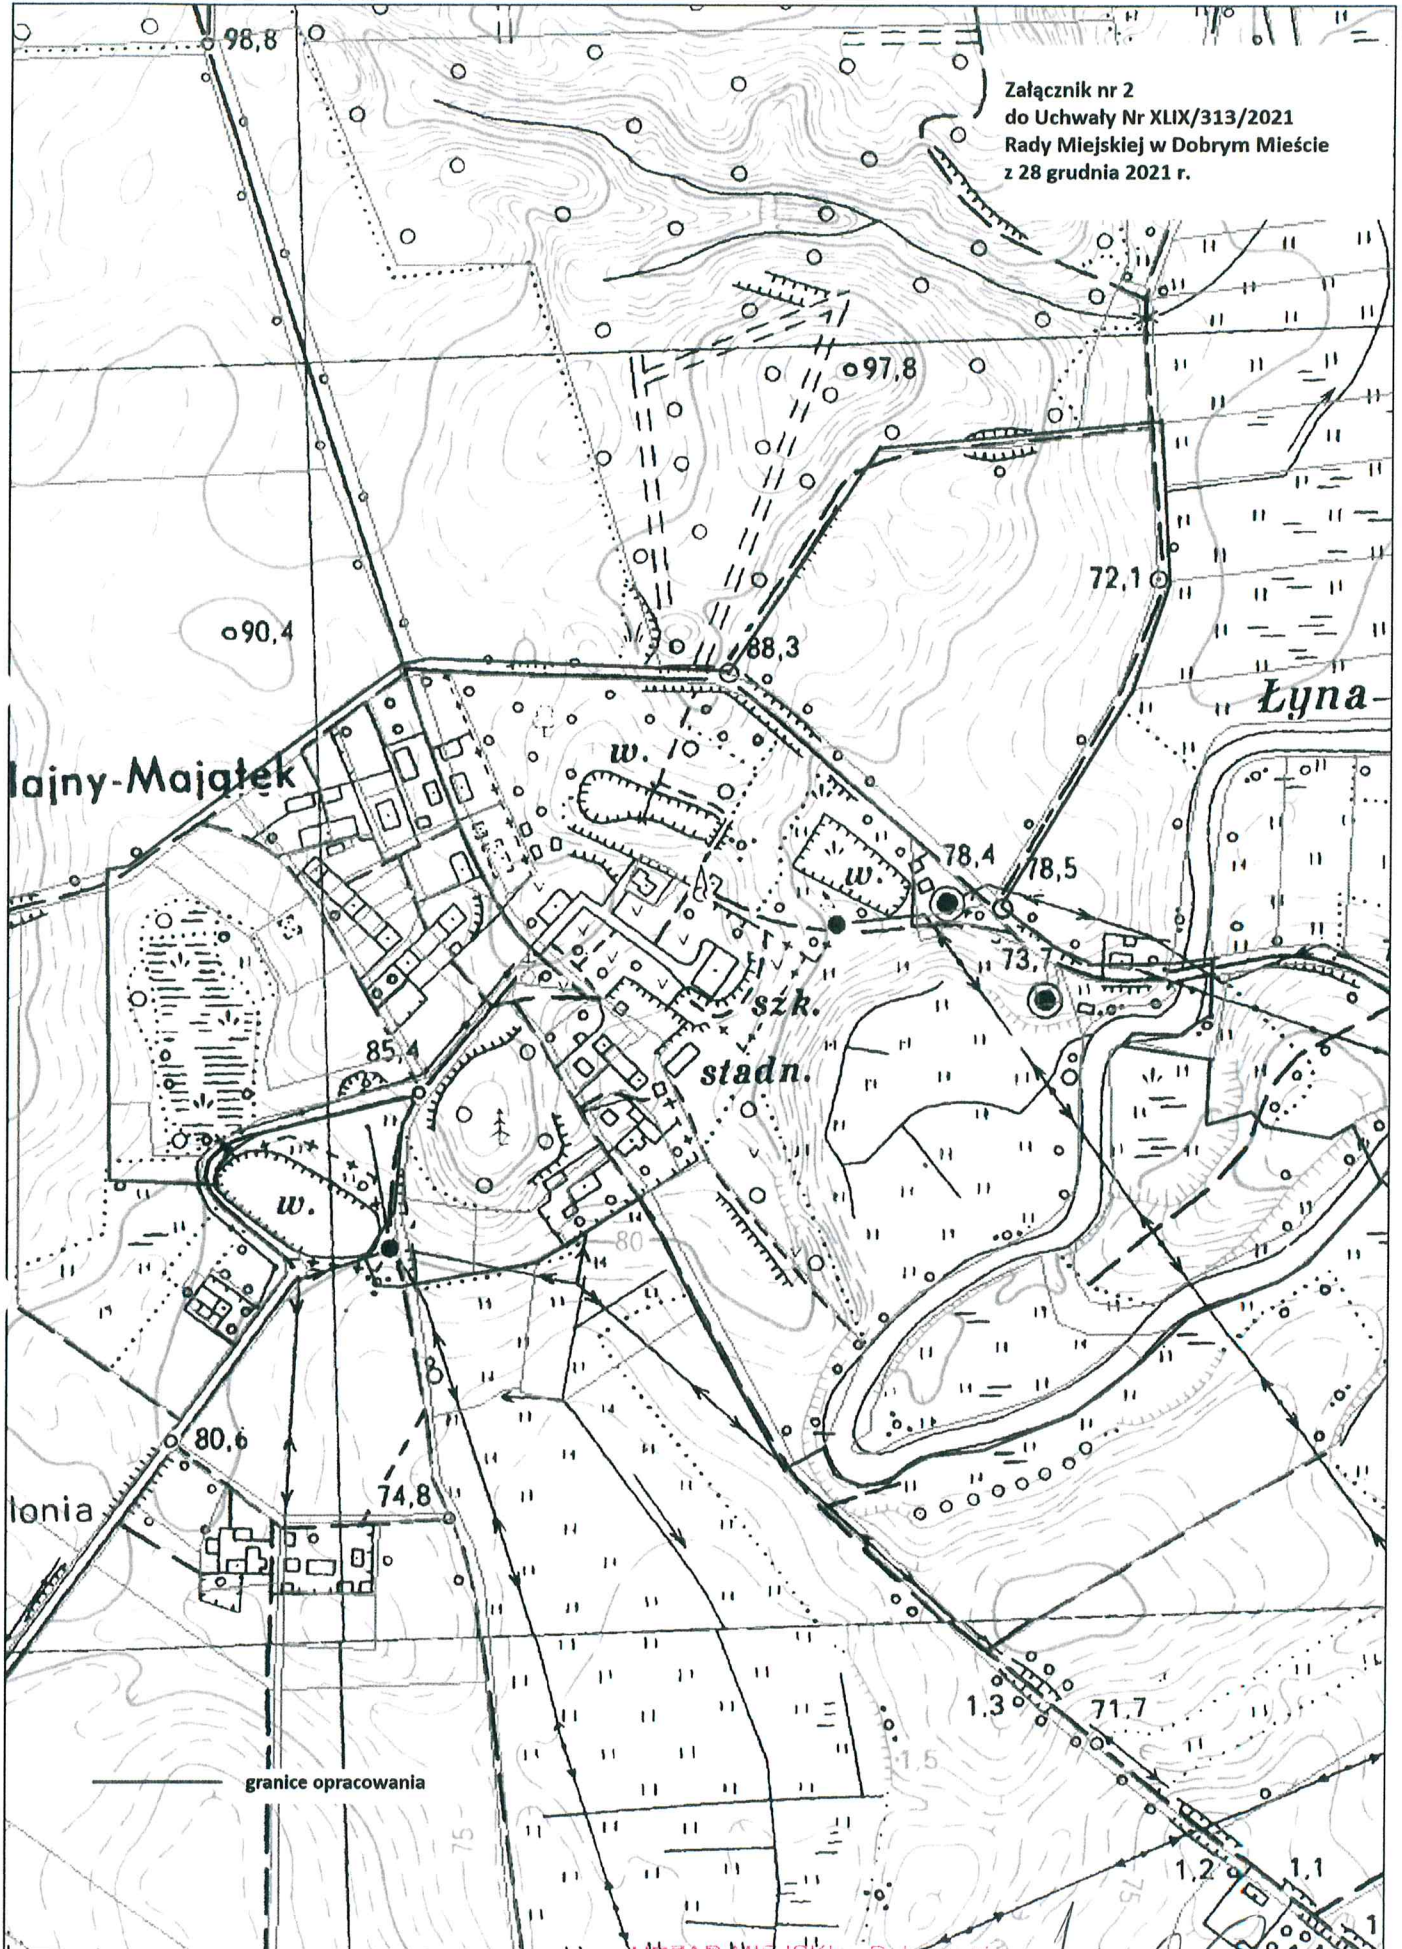 98,8
Załącznik nr 2
do Uchwały Nr XLIX/313/2021
Rady Miejskiej w Dobrym Mieście
z 28 grudnia 2021 r.
97,8
72,1
90,4
88,3
Łyna
w.
lajny-Majątek
78,4
78,5
w.
73,7
szk.
85,4
stadn.
w.
80
80,6
74,8
lonia
1,3
71,7
1,5
granice opracowania
75
1,2
1,1
75
1